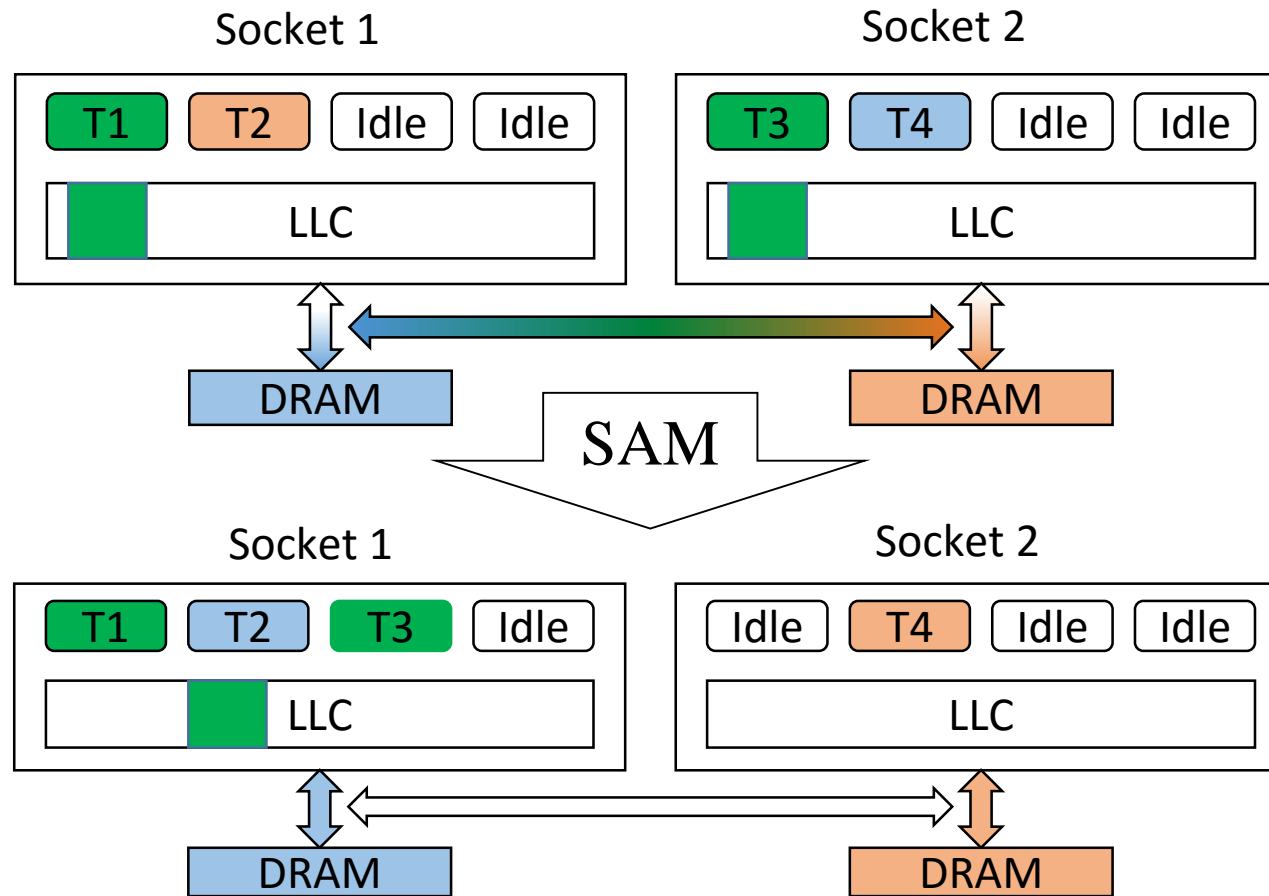 Socket 1 Socket 2
T1 T2 Idle Idle T3 T4 Idle Idle
LLC LLC
DRAM DRAM
SAM
Socket 1 Socket 2
T1 T2 T3 Idle Idle T4 Idle Idle
LLC LLC
DRAM DRAM